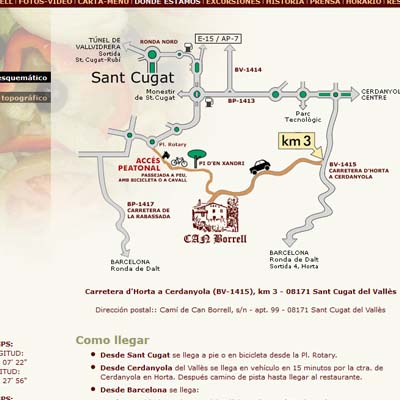 ELL | FOTOS-VIDEO | CARTA-MENÚ | DONDE ESTAMOS | EXCURSIONES | HISTORIA | PRENSA | HORARIO | RES
esquemático
topográfico
TÚNEL DE
VALLVIDRERA
Sortida
St. Cugat-Rubí
RONDA NORD
E-15 / AP-7
BV-1414
Sant Cugat
Monestir
de St. Cugat
BP-1413
CERDANYOLA
CENTRE
Parc
Tecnològic
km 3
Pl. Rotary
ACCÉS
PEATONAL
PASSEJADA A PEU,
AMB BICICLETA O A CAVALL
PI D'EN XANDRI
BV-1415
CARRETERA D'HORTA
A CERDANYOLA
BP-1417
CARRETERA DE
LA RABASSADA
CAN Borrell
BARCELONA
Ronda de Dalt
BARCELONA
Ronda de Dalt
Sortida 4, Horta
Carretera d'Horta a Cerdanyola (BV-1415), km 3 - 08171 Sant Cugat del Vallès
Dirección postal:: Camí de Can Borrell, s/n - apt. 99 - 08171 Sant Cugat del Vallès
PS:
GITUD:
07' 22"
ITUD:
27' 56"
Como llegar
Desde Sant Cugat se llega a pie o en bicicleta desde la Pl. Rotary.
Desde Cerdanyola del Vallès se llega en vehículo en 15 minutos por la ctra. de
Cerdanyola en Horta. Después camino de pista hasta llegar al restaurante.
Desde Barcelona se llega: